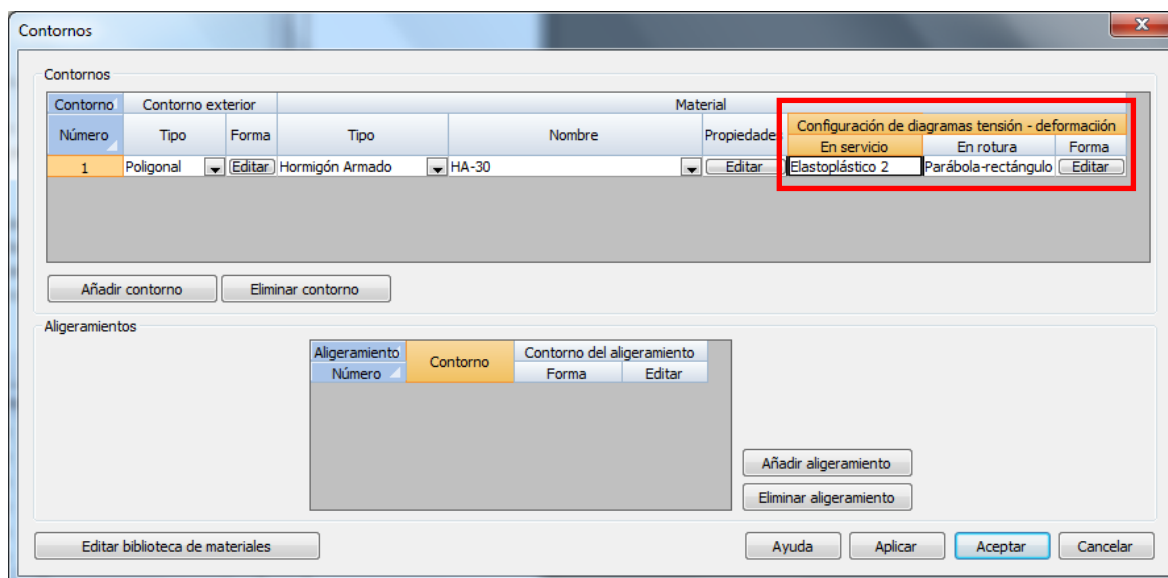 Contornos
Contornos
Contorno Contorno exterior Material
Configuración de diagramas tensión - deformaciión
Número Tipo Forma Tipo Nombre Propiedades En servicio En rotura Forma
1 Poligonal Editar Hormigón Armado HA-30 Editar Elastoplástico 2 Parábola-rectángulo Editar
Añadir contorno Eliminar contorno
Aligeramientos
Aligeramiento Contorno Contorno del aligeramiento
Número Forma Editar
Añadir aligeramiento
Eliminar aligeramiento
Editar biblioteca de materiales Ayuda Aplicar Aceptar Cancelar